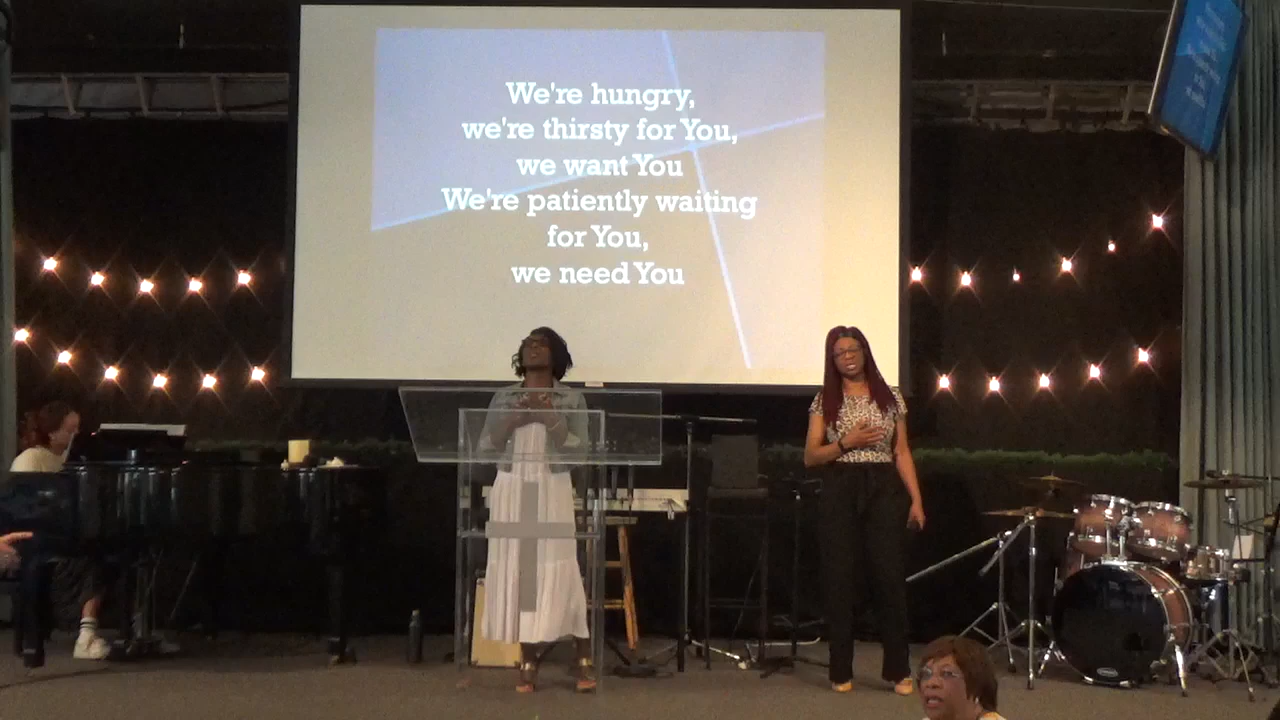 We're hungry,
we're thirsty for You,
we want You
We're patiently waiting
for You,
we need You